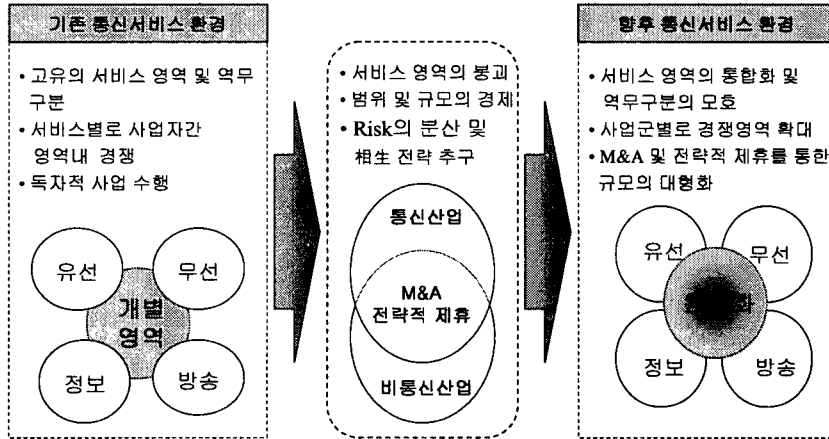 기존 통신서비스 환경
• 고유의 서비스 영역 및 역무
구분
• 서비스별로 사업자간
영역내 경쟁
• 독자적 사업 수행
유선
무선
개별
영역
정보
방송
• 서비스 영역의 붕괴
• 범위 및 규모의 경제
• Risk의 분산 및
相生 전략 추구
통신산업
M&A
전략적 제휴
비통신산업
향후 통신서비스 환경
• 서비스 영역의 통합화 및
역무구분의 모호
• 사업군별로 경쟁영역 확대
• M&A 및 전략적 제휴를 통한
규모의 대형화
유선
무선
정보
방송